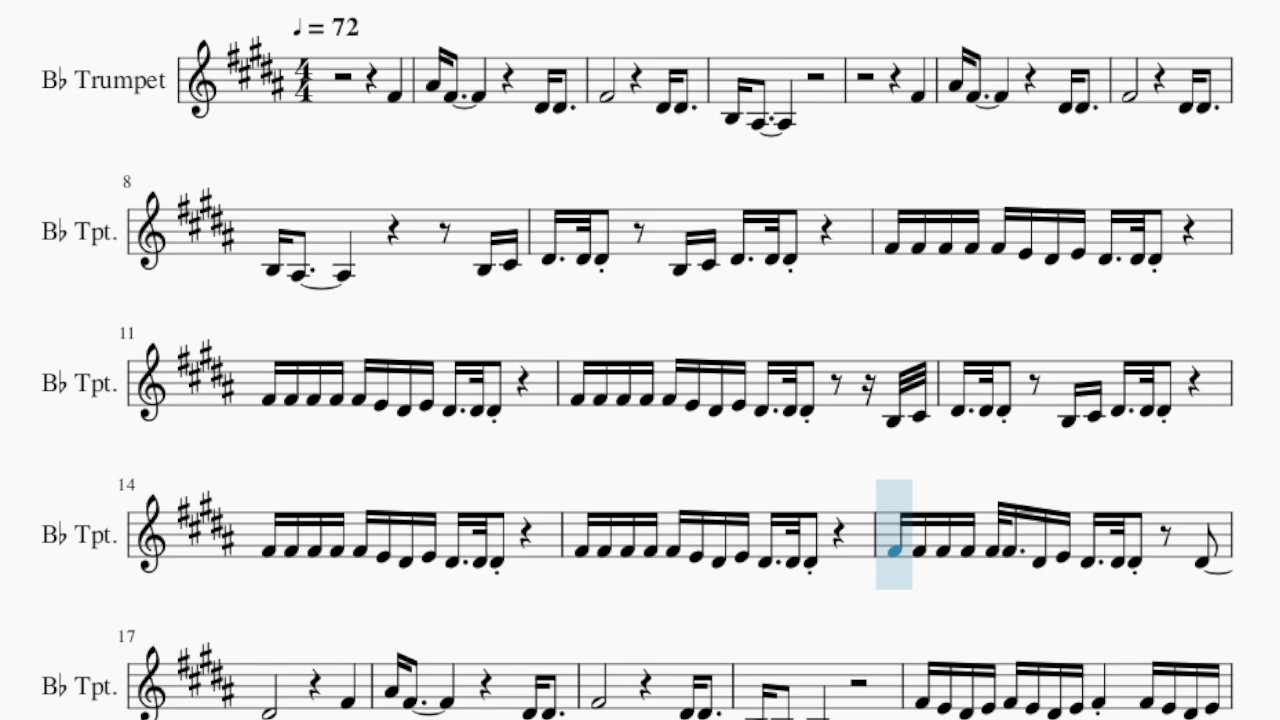 ♩ = 72
B♭ Trumpet
4
4
8
B♭ Tpt.
11
B♭ Tpt.
14
B♭ Tpt.
17
B♭ Tpt.